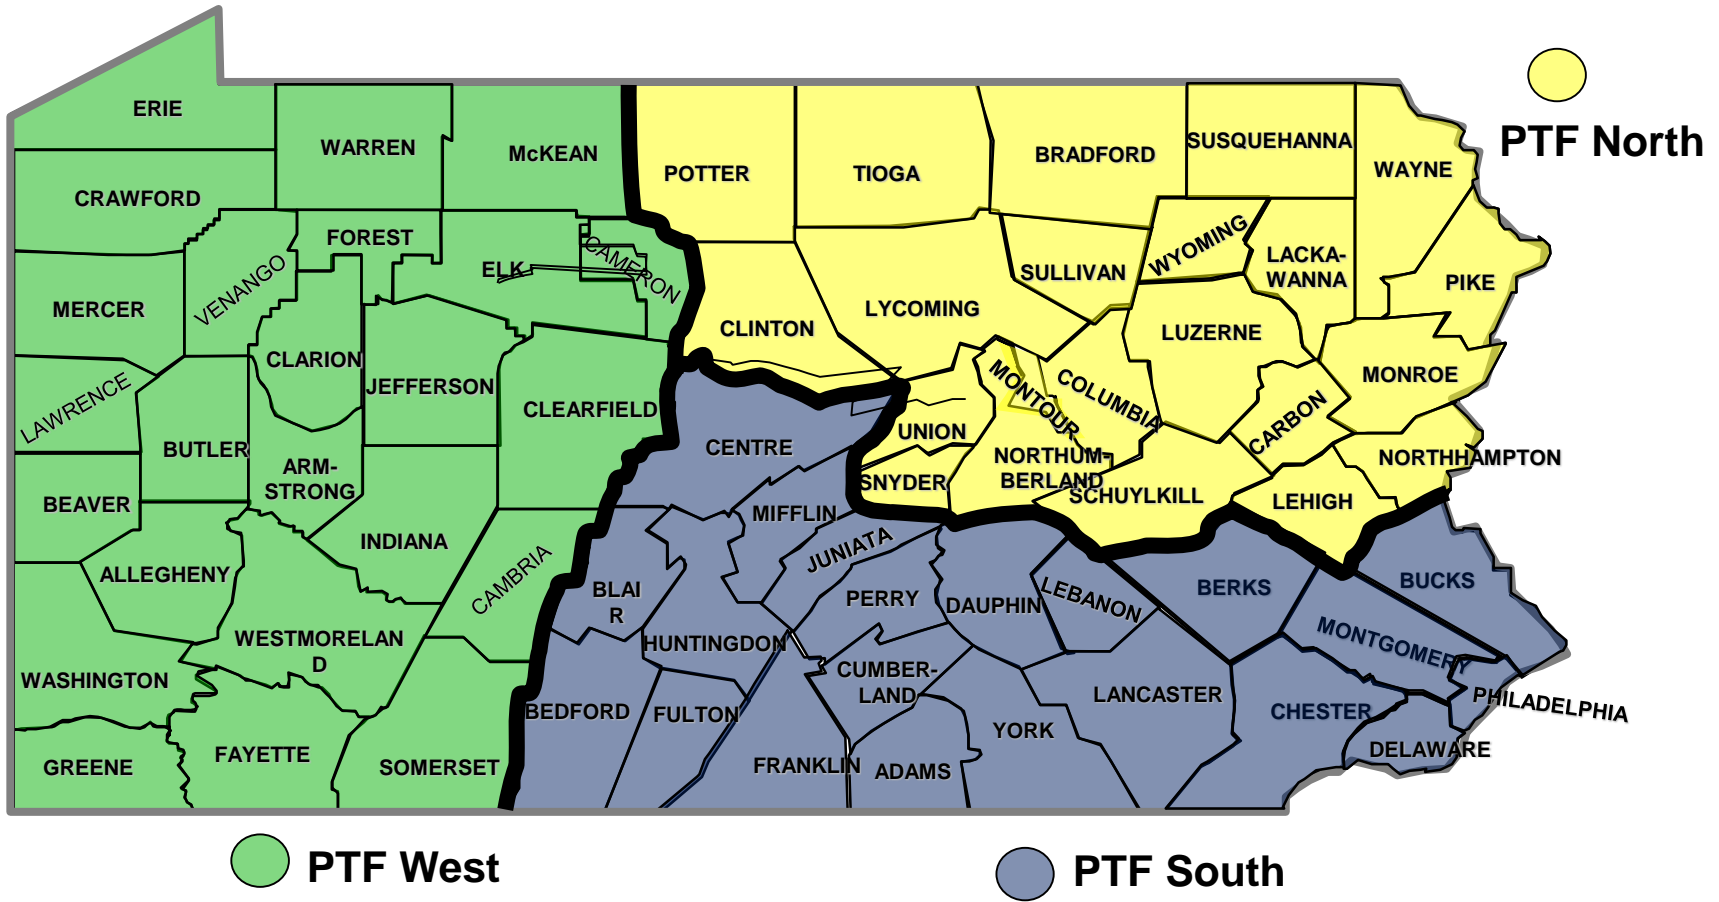 ERIE
WARREN
McKEAN
CRAWFORD
FOREST
ELK
CAMERON
VENANGO
MERCER
CLARION
JEFFERSON
LAWRENCE
CLEARFIELD
BUTLER
ARM-
STRONG
BEAVER
INDIANA
ALLEGHENY
CAMBRIA
WESTMORELAN
D
WASHINGTON
GREENE
FAYETTE
SOMERSET
POTTER
TIOGA
BRADFORD
SUSQUEHANNA
WAYNE
WYOMING
LACKA-
WANNA
PIKE
SULLIVAN
LYCOMING
CLINTON
LUZERNE
MONROE
MONTOUR
COLUMBIA
CARBON
UNION
NORTHUM-
BERLAND
SNYDER
SCHUYLKILL
LEHIGH
NORTHHAMPTON
CENTRE
MIFFLIN
JUNIATA
BLAI
R
HUNTINGDON
PERRY
DAUPHIN
LEBANON
BERKS
BUCKS
MONTGOMERY
CUMBER-
LAND
LANCASTER
BEDFORD
FULTON
FRANKLIN
ADAMS
YORK
CHESTER
PHILADELPHIA
DELAWARE
PTF North
PTF West
PTF South